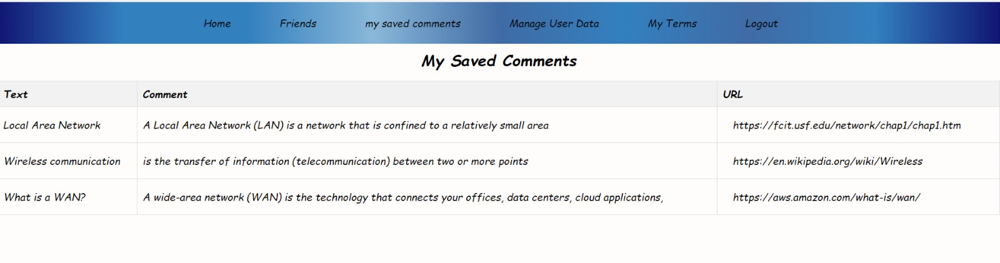 Home Friends my saved comments Manage User Data My Terms Logout
My Saved Comments
Text Comment URL
Local Area Network A Local Area Network (LAN) is a network that is confined to a relatively small area https://fcit.usf.edu/network/chap1/chap1.htm
Wireless communication is the transfer of information (telecommunication) between two or more points https://en.wikipedia.org/wiki/Wireless
What is a WAN? A wide-area network (WAN) is the technology that connects your offices, data centers, cloud applications, https://aws.amazon.com/what-is/wan/